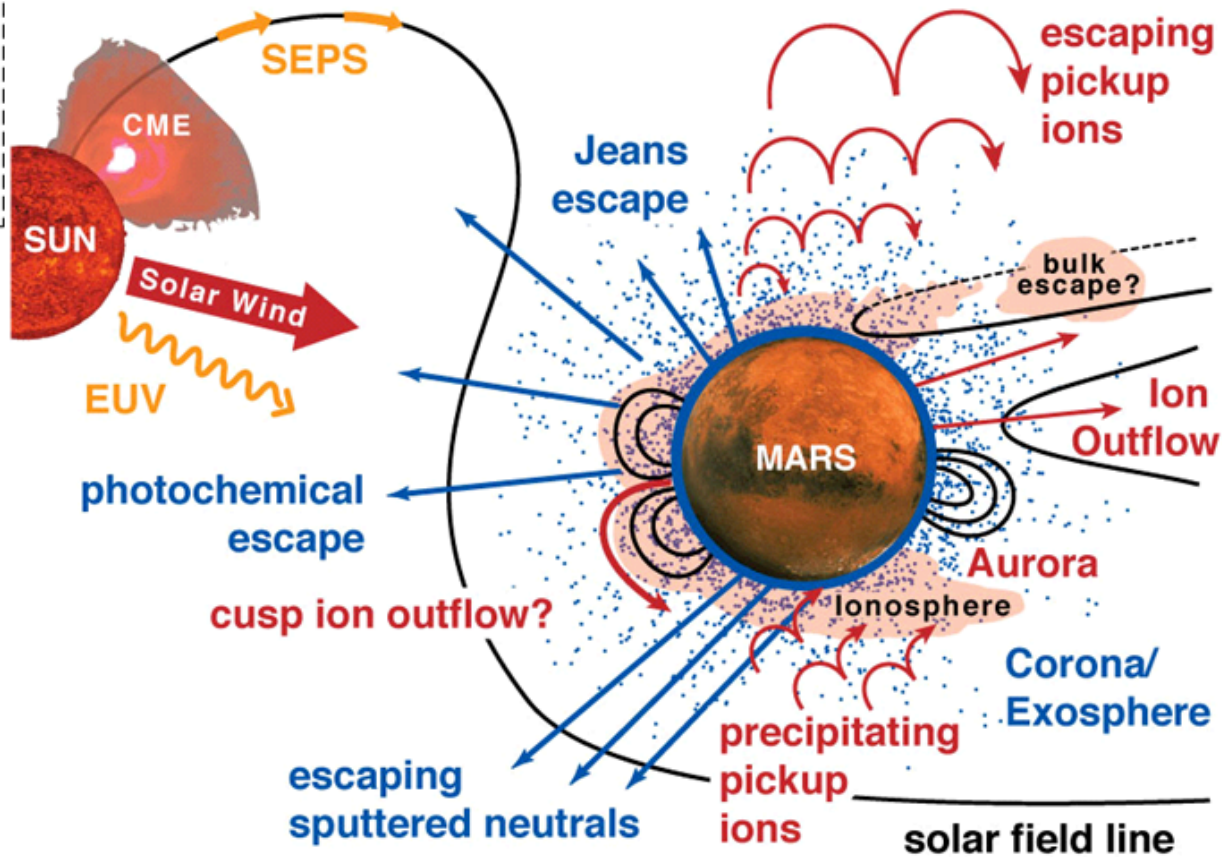 SEPS
CME
SUN
Solar Wind
EUV
Jeans
escape
escaping
pickup
ions
bulk
escape?
Ion
Outflow
MARS
photochemical
escape
cusp ion outflow?
Aurora
Ionosphere
Corona/
Exosphere
precipitating
pickup
ions
escaping
sputtered neutrals
solar field line